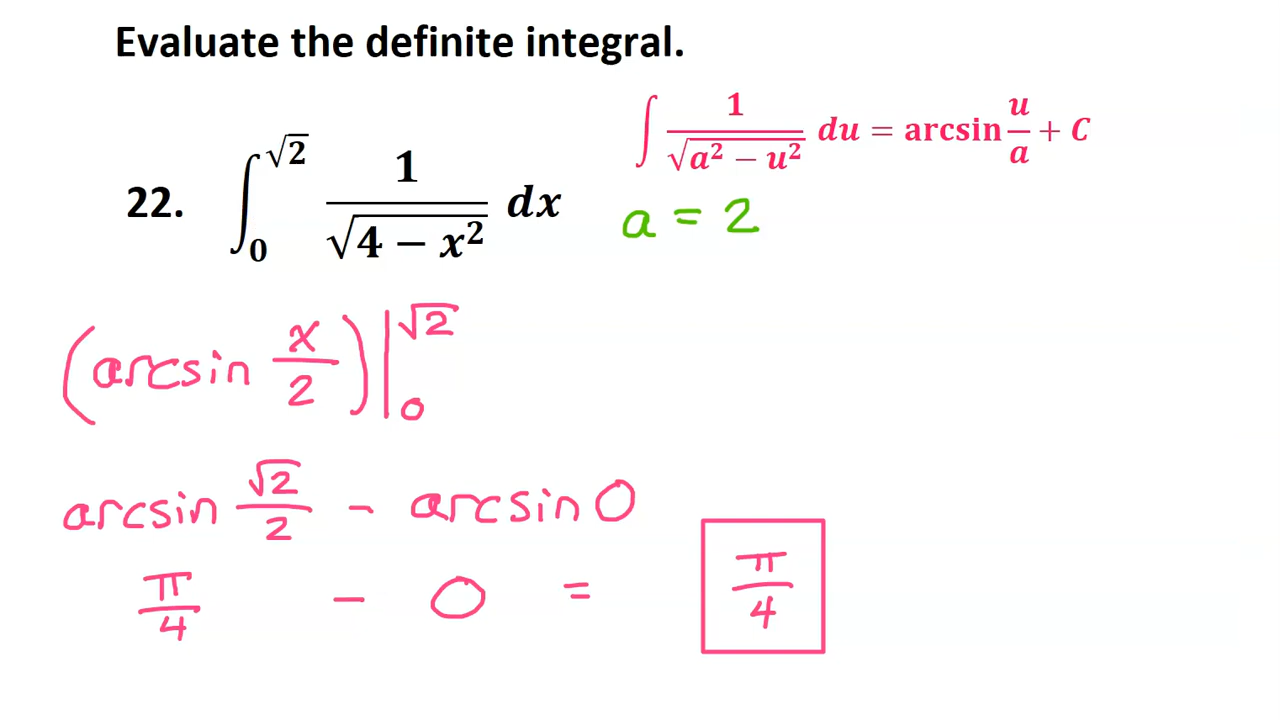 Evaluate the definite integral.
∫ 1/√(a² − u²) du = arcsin u/a + C
22. ∫₀^√2 1/√(4 − x²) dx
a = 2
(arcsin x/2)|₀^√2
arcsin √2/2 − arcsin 0
π/4 − 0 = π/4